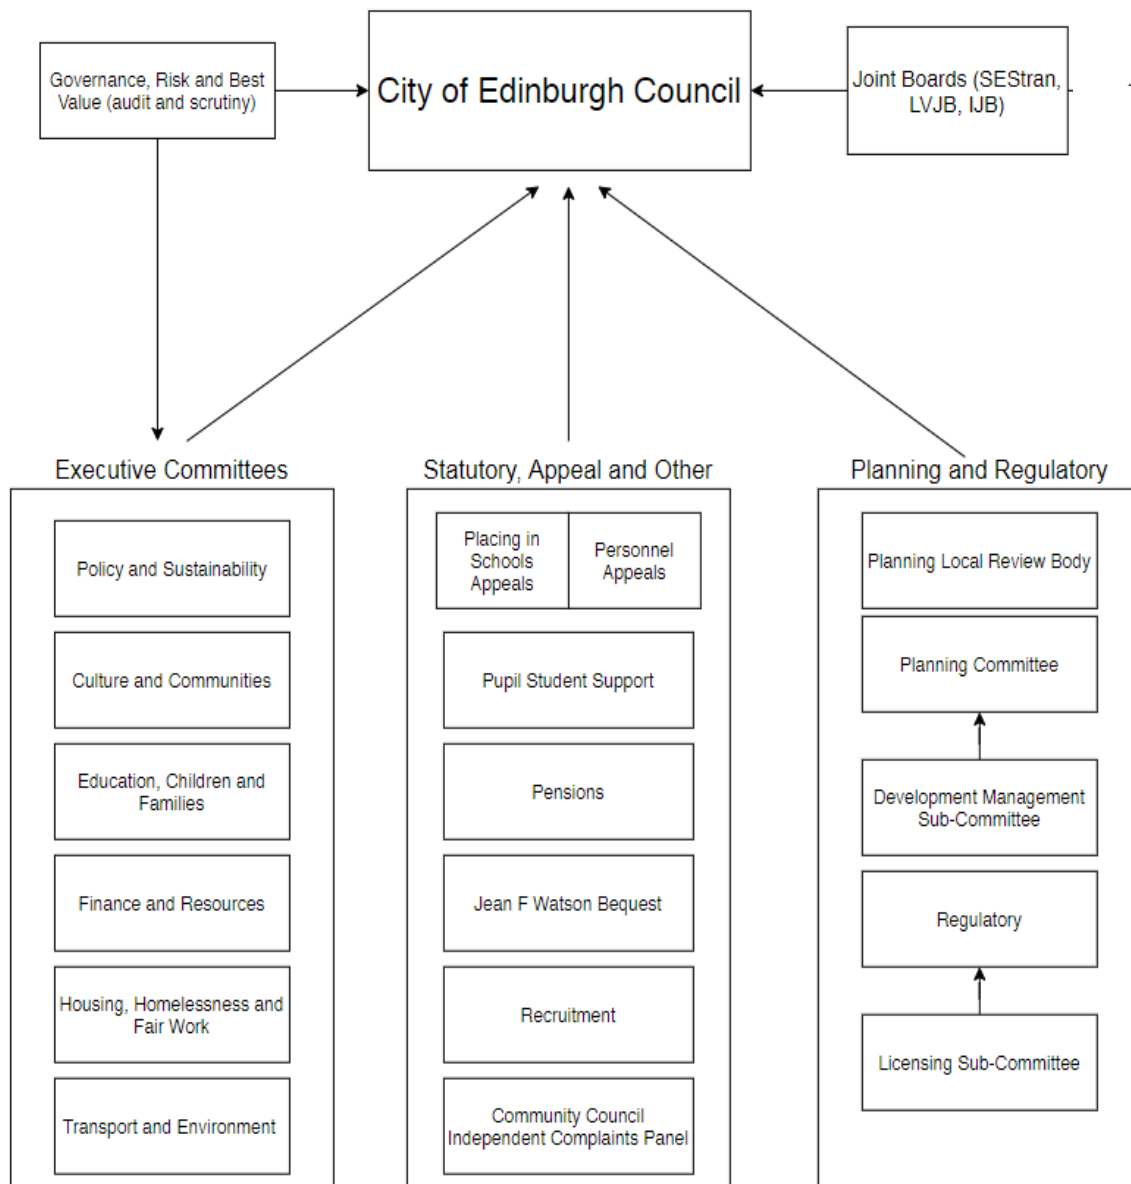 Governance, Risk and Best
Value (audit and scrutiny)
City of Edinburgh Council
Joint Boards (SEStran,
LVJB, IJB)
Executive Committees
Policy and Sustainability
Culture and Communities
Education, Children and
Families
Finance and Resources
Housing, Homelessness and
Fair Work
Transport and Environment
Statutory, Appeal and Other
Placing in
Schools
Appeals
Personnel
Appeals
Pupil Student Support
Pensions
Jean F Watson Bequest
Recruitment
Community Council
Independent Complaints Panel
Planning and Regulatory
Planning Local Review Body
Planning Committee
Development Management
Sub-Committee
Regulatory
Licensing Sub-Committee